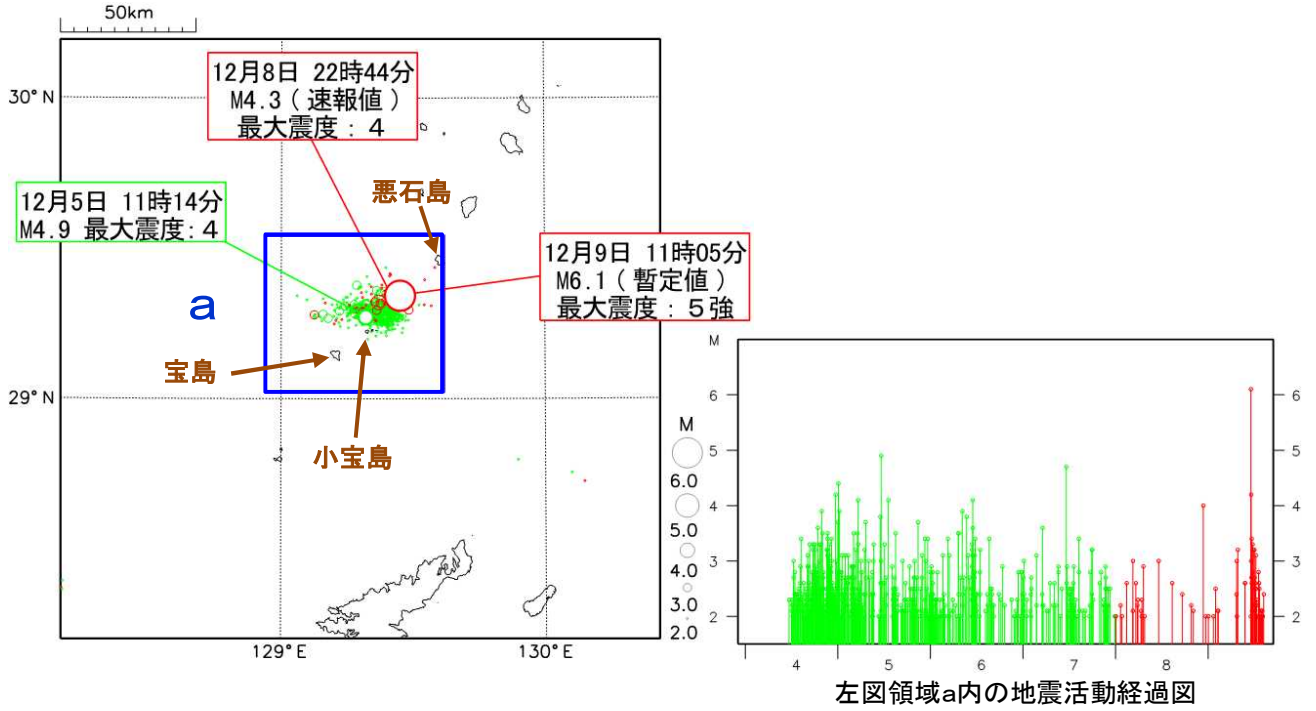 50km
30°N
12月8日 22時44分
M4.3(速報値)
最大震度：4
12月5日 11時14分
M4.9 最大震度:4
悪石島
12月9日 11時05分
M6.1(暫定値)
最大震度：5強
a
宝島
小宝島
29°N
129°E
130°E
M
6.0
5.0
4.0
3.0
2.0
M
6
5
4
3
2
6
5
4
3
2
4
5
6
7
8
左図領域a内の地震活動経過図